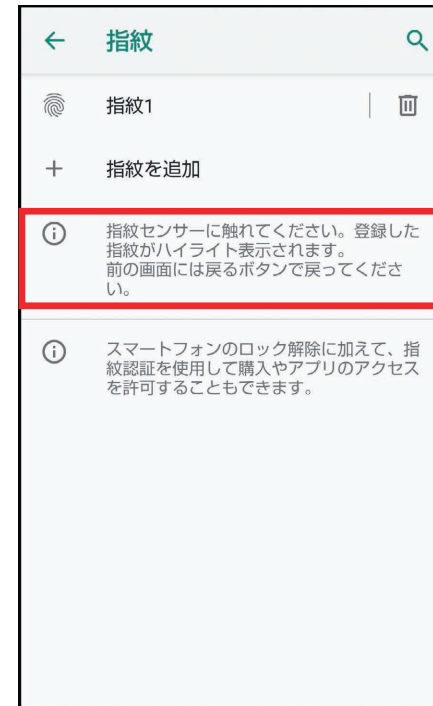 指紋
指紋1
指紋を追加
指紋センサーに触れてください。登録した
指紋がハイライト表示されます。
前の画面には戻るボタンで戻ってくださ
い。
スマートフォンのロック解除に加えて、指
紋認証を使用して購入やアプリのアクセス
を許可することもできます。